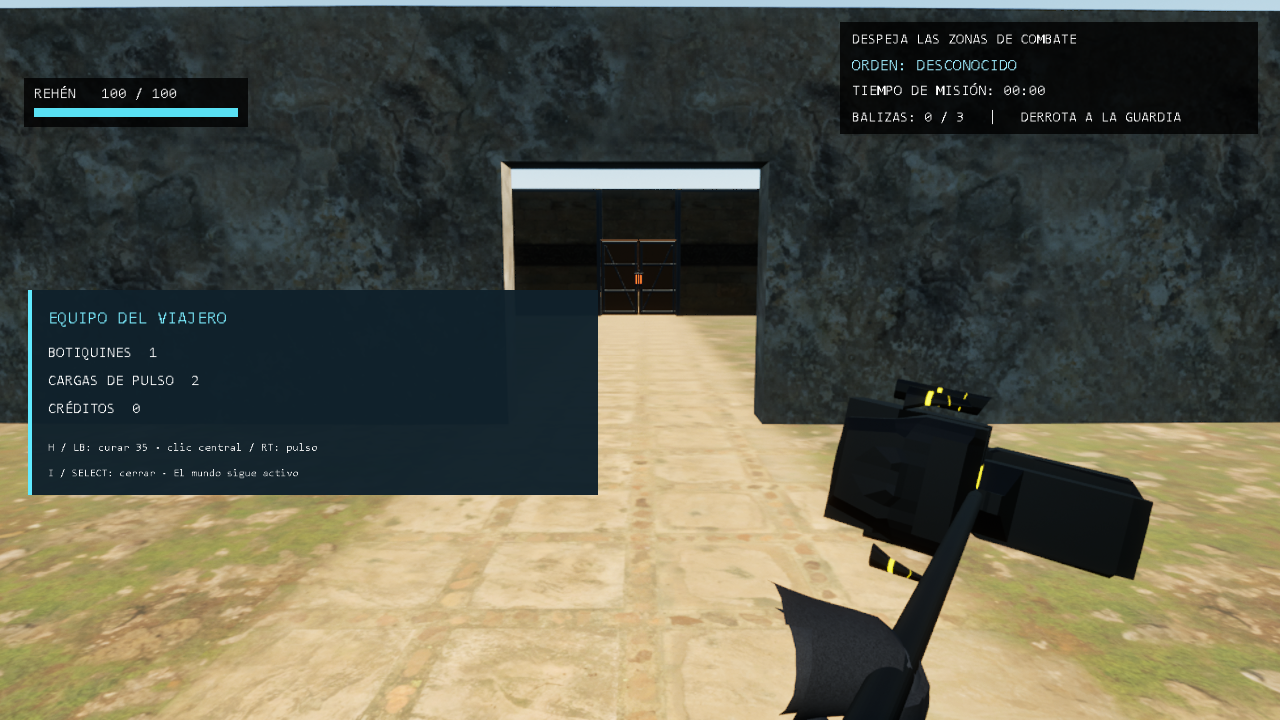 DESPEJA LAS ZONAS DE COMBATE
ORDEN: DESCONOCIDO
TIEMPO DE MISIÓN: 00:00
BALIZAS: 0 / 3 | DERROTA A LA GUARDIA
REHÉN 100 / 100
EQUIPO DEL VIAJERO
BOTIQUINES 1
CARGAS DE PULSO 2
CRÉDITOS 0
H / LB: curar 35 · clic central / RT: pulso
I / SELECT: cerrar · El mundo sigue activo